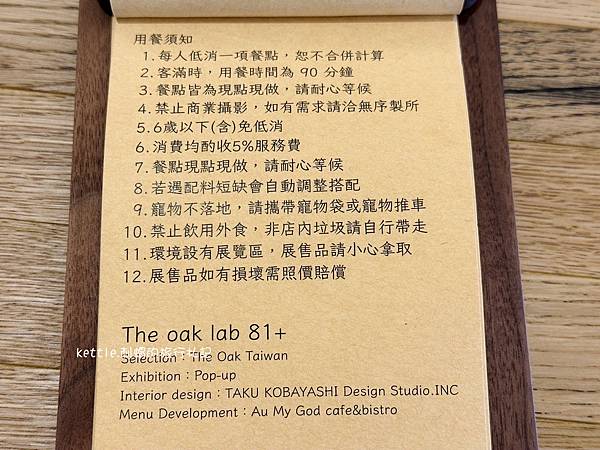 用餐須知
1. 每人低消一項餐點，恕不合併計算
2. 客滿時，用餐時間為 90 分鐘
3. 餐點皆為現點現做，請耐心等候
4. 禁止商業攝影，如有需求請洽無序製所
5. 6歲以下(含)免低消
6. 消費均酌收5%服務費
7. 餐點現點現做，請耐心等候
8. 若遇配料短缺會自動調整搭配
9. 寵物不落地，請攜帶寵物袋或寵物推車
10. 禁止飲用外食，非店內垃圾請自行帶走
11. 環境設有展覽區，展售品請小心拿取
12. 展售品如有損壞需照價賠償
The oak lab 81+
kettle.剎蝸的旅行女記
Selection：The Oak Taiwan
Exhibition：Pop-up
Interior design：TAKU KOBAYASHI Design Studio.INC
Menu Development：Au My God cafe&bistro